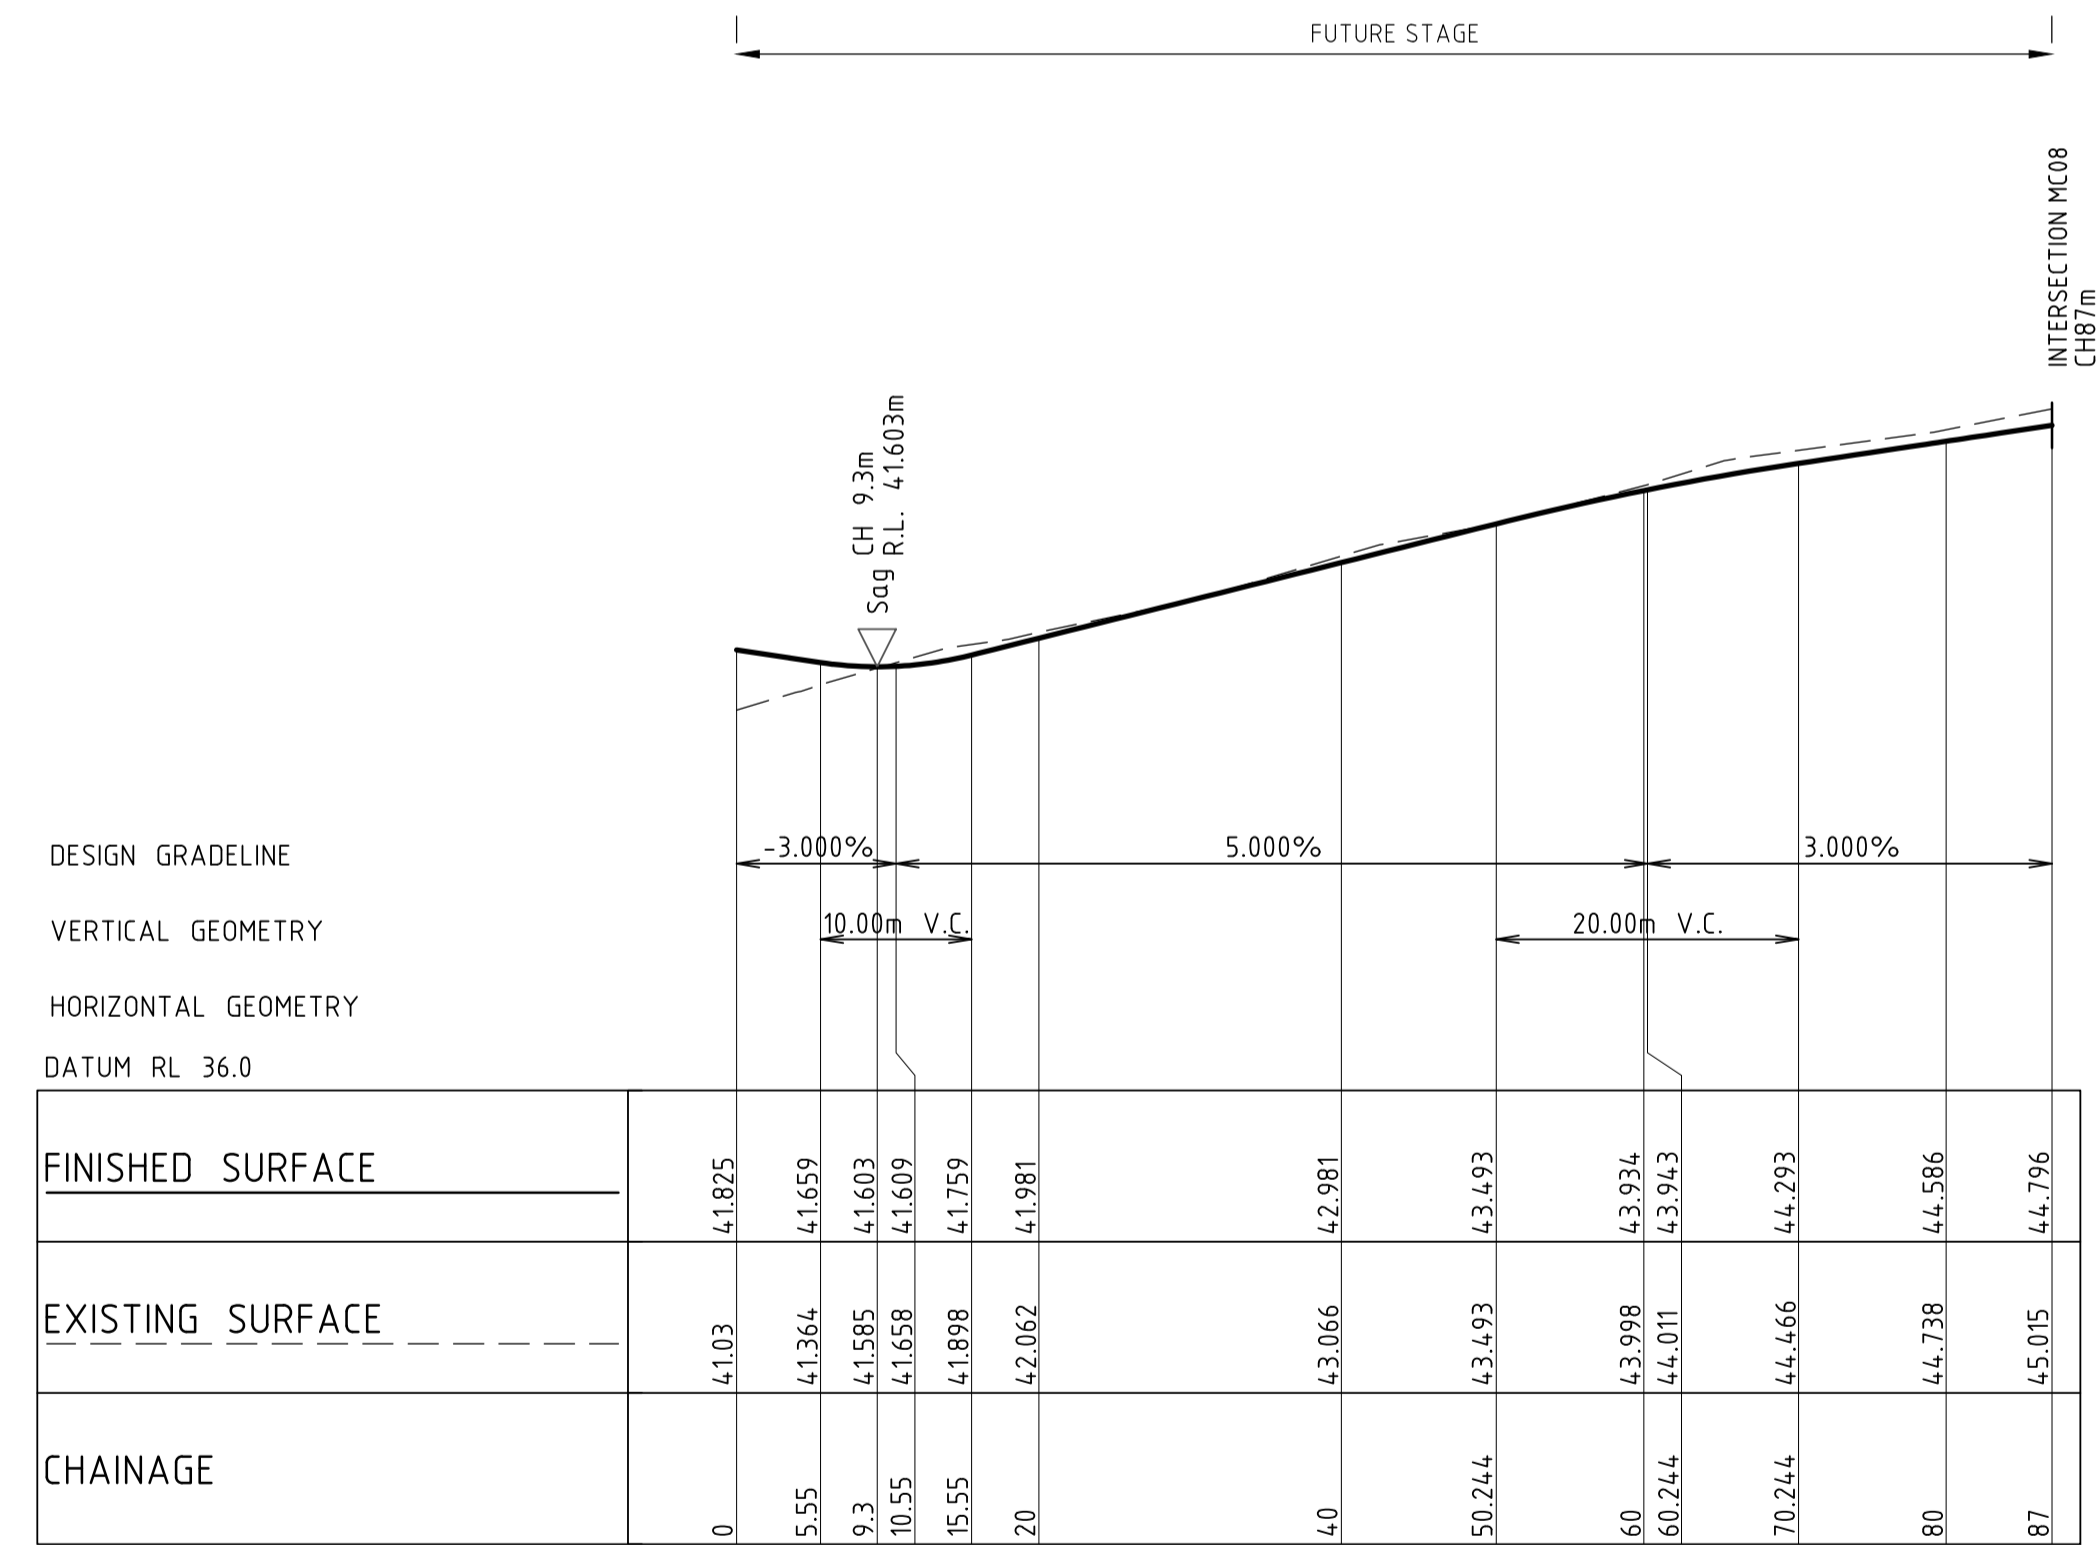 FUTURE STAGE
INTERSECTION MC08
CH87m
Sag CH 9.3m
R.L. 41.603m
DESIGN GRADELINE -3.000% 5.000% 3.000%
VERTICAL GEOMETRY 10.00m V.C. 20.00m V.C.
HORIZONTAL GEOMETRY
DATUM RL 36.0
FINISHED SURFACE 41.825 41.659 41.603 41.609 41.759 41.981 42.981 43.493 43.934 43.943 44.293 44.586 44.796
EXISTING SURFACE 41.03 41.364 41.585 41.658 41.898 42.062 43.066 43.493 43.998 44.011 44.466 44.738 45.015
CHAINAGE 0 5.55 9.3 10.55 15.55 20 40 50.244 60 60.244 70.244 80 87